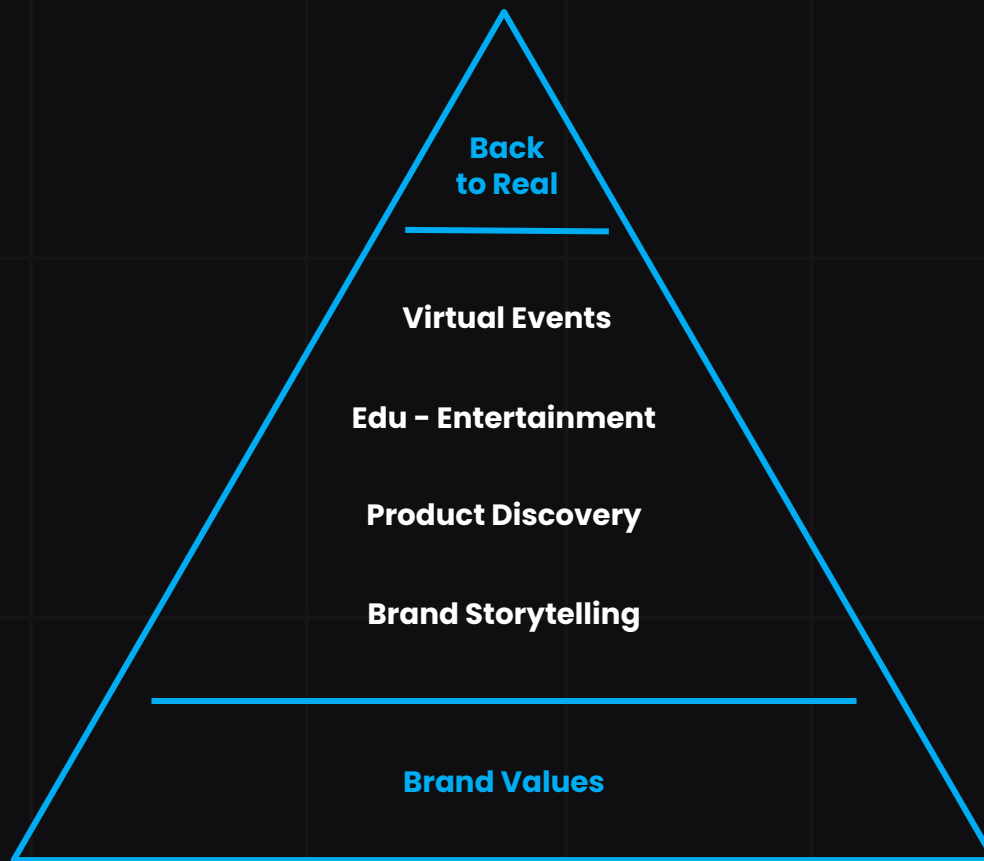 Back
to Real
Virtual Events
Edu - Entertainment
Product Discovery
Brand Storytelling
Brand Values